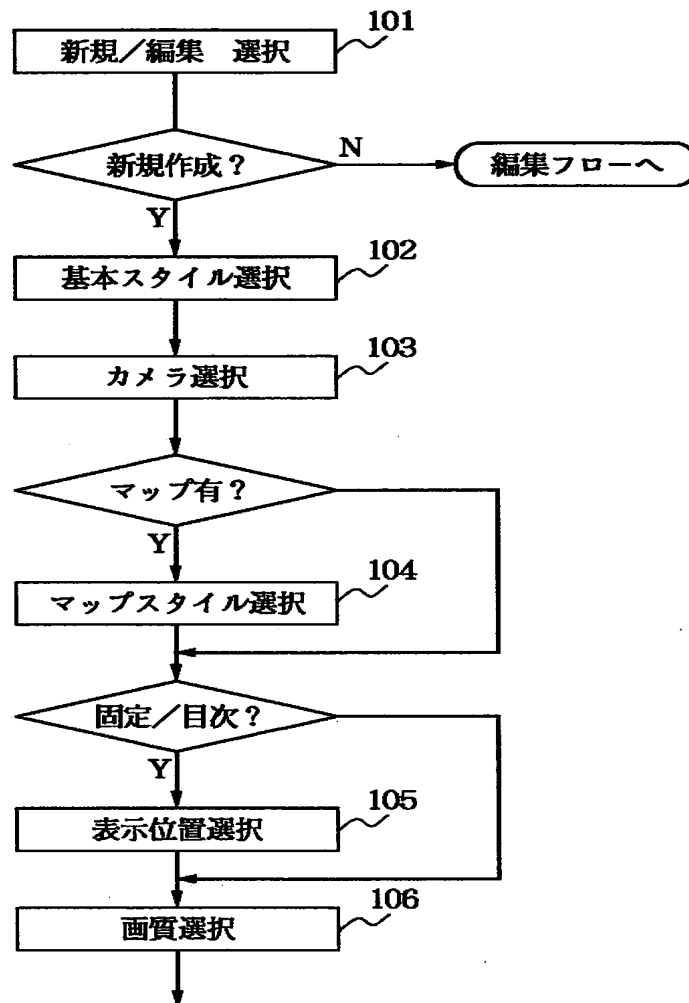 101
新規／編集　選択
新規作成？
N
編集フローへ
Y
102
基本スタイル選択
103
カメラ選択
マップ有？
Y
104
マップスタイル選択
固定／目次？
Y
105
表示位置選択
106
画質選択